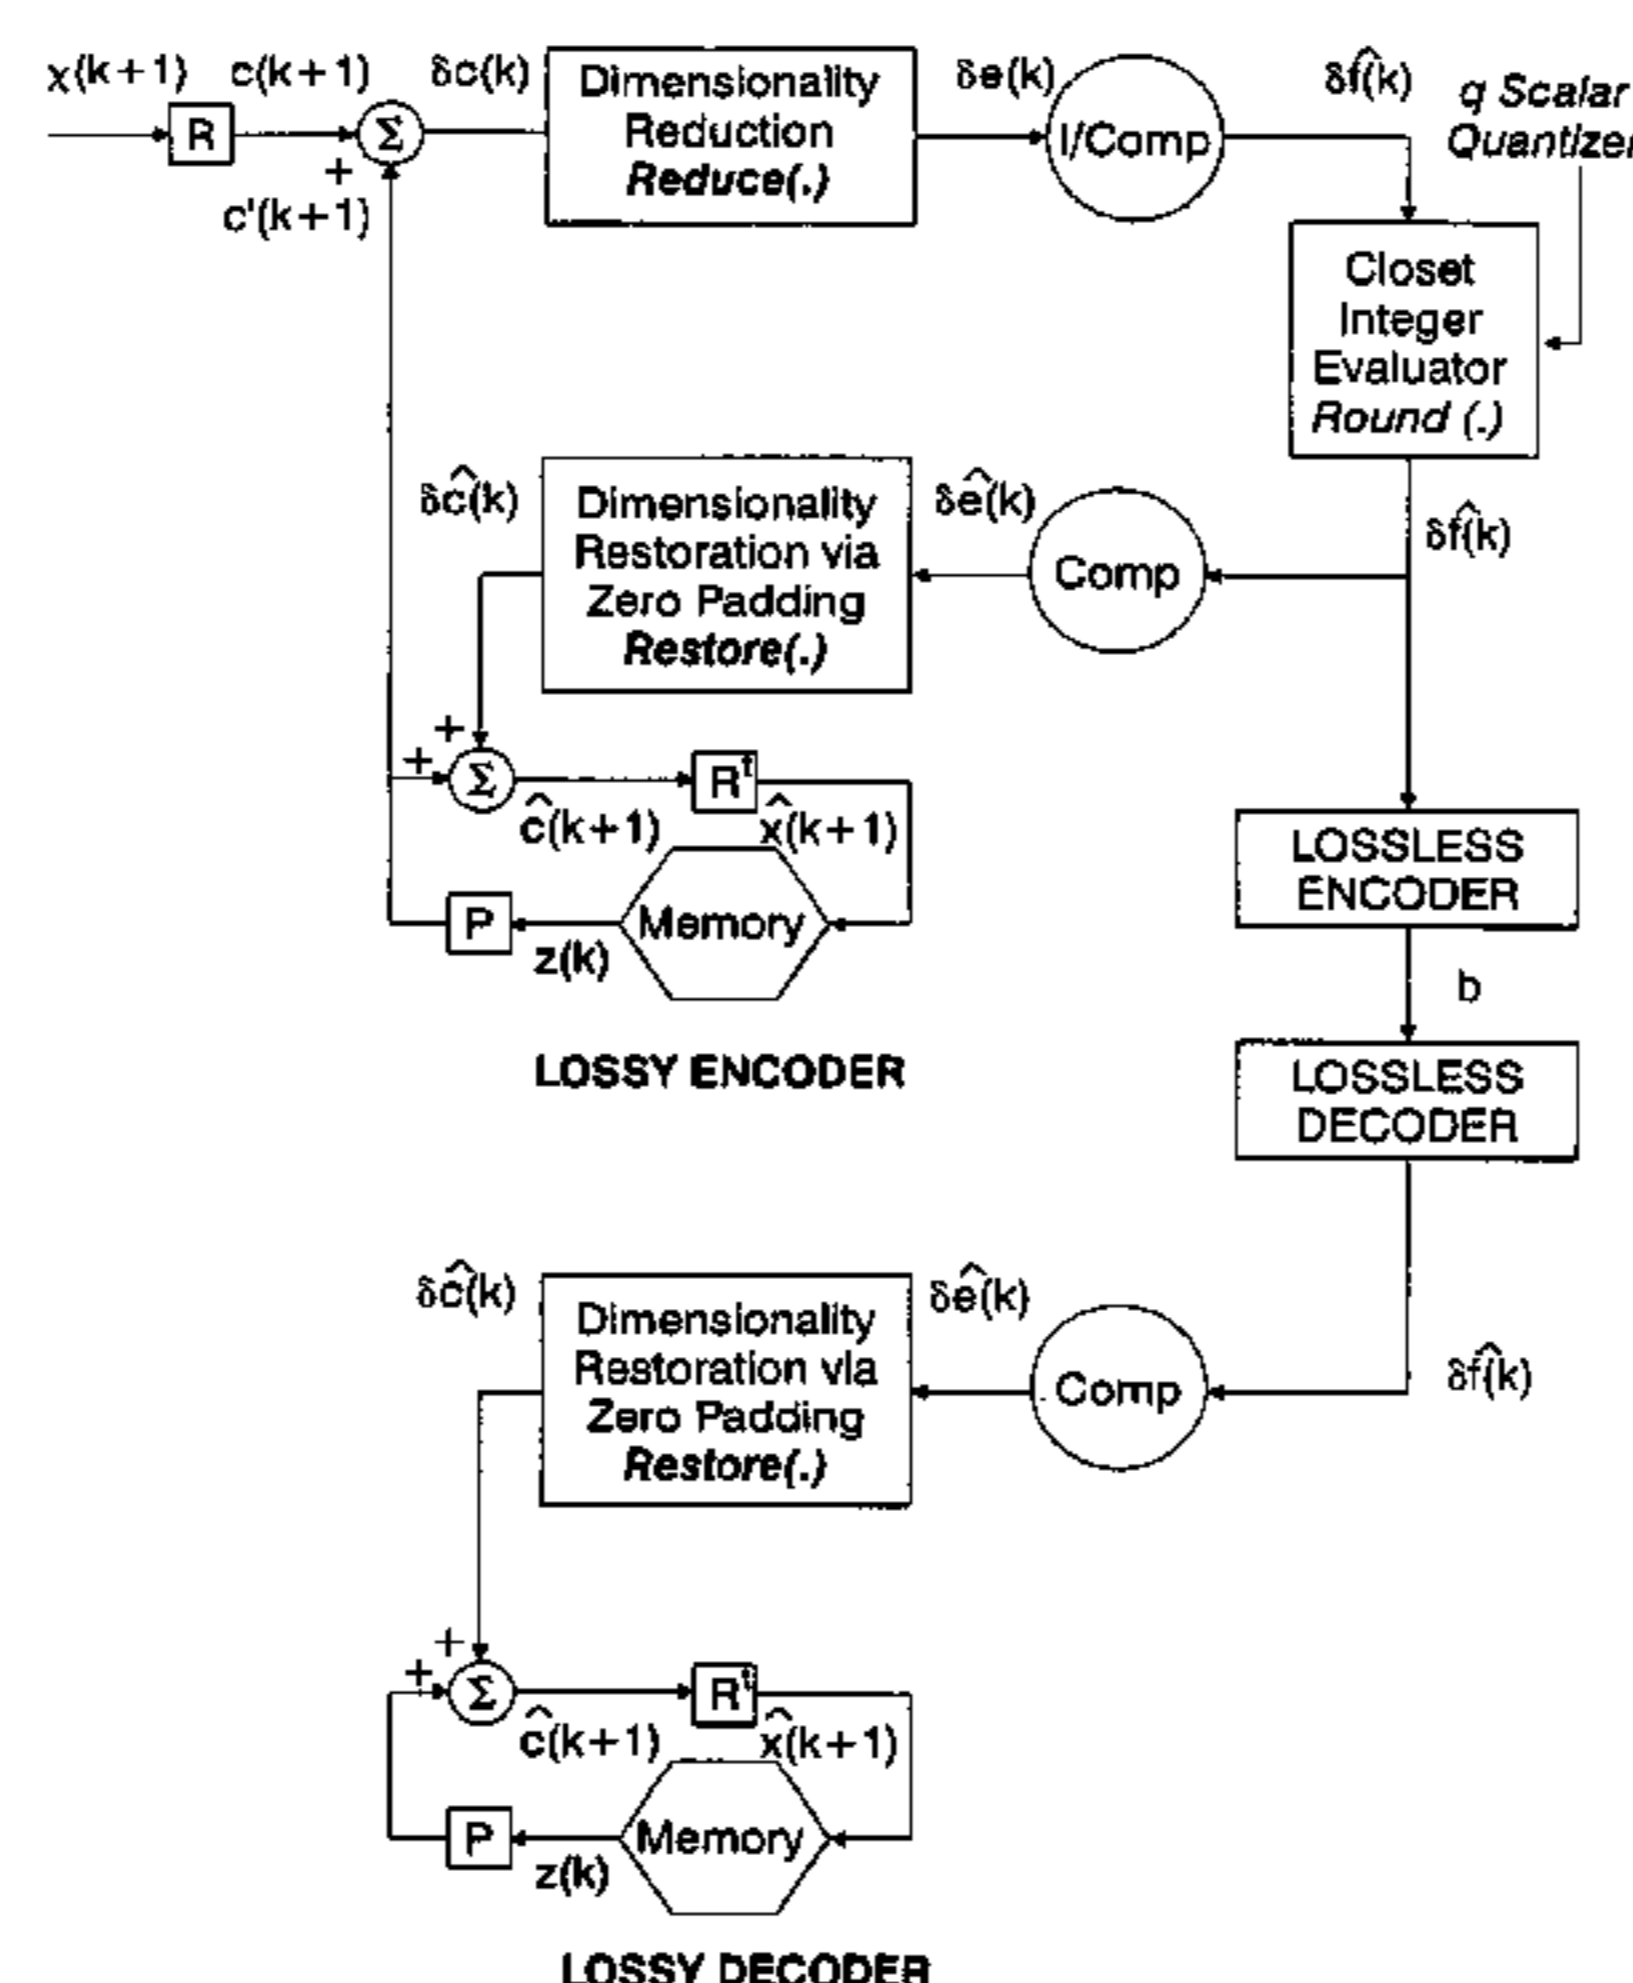 x(k+1) c(k+1) δc(k)
Dimensionality
Reduction
Reduce(.)
δe(k)
δf̂(k)
q Scalar
Quantizer
R
Σ
I/Comp
+
c'(k+1)
Closet
Integer
Evaluator
Round (.)
δĉ(k)
Dimensionality
Restoration via
Zero Padding
Restore(.)
δê(k)
Comp
δf̂(k)
+
+
Σ
R^t
ĉ(k+1)
x̂(k+1)
P
Memory
z(k)
LOSSLESS
ENCODER
b
LOSSY ENCODER
LOSSLESS
DECODER
δĉ(k)
Dimensionality
Restoration via
Zero Padding
Restore(.)
δê(k)
Comp
δf̂(k)
+
+
Σ
R^t
ĉ(k+1)
x̂(k+1)
P
Memory
z(k)
LOSSY DECODER